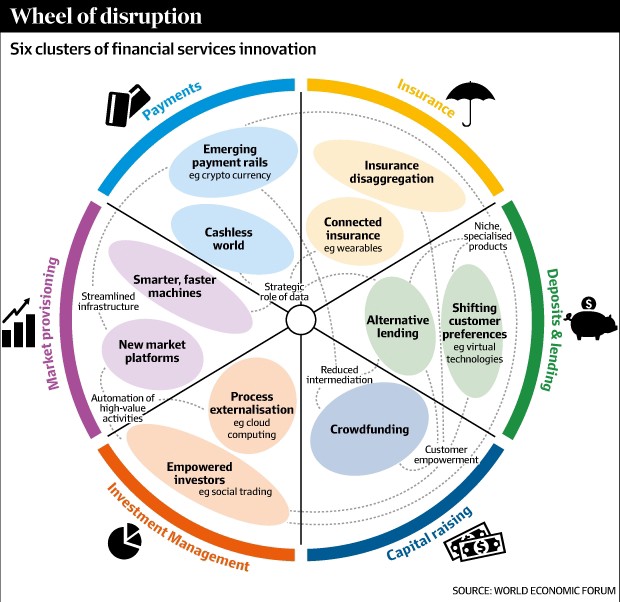 Wheel of disruption
Six clusters of financial services innovation
Payments
Insurance
Emerging
payment rails
eg crypto currency
Insurance
disaggregation
Cashless
world
Connected
insurance
eg wearables
Niche,
specialised
products
Smarter, faster
machines
Strategic
role of data
Streamlined
infrastructure
Market provisioning
New market
platforms
Alternative
lending
Shifting
customer
preferences
eg virtual
technologies
Deposits & lending
Reduced
intermediation
Automation of
high-value
activities
Process
externalisation
eg cloud
computing
Crowdfunding
Customer
empowerment
Empowered
investors
eg social trading
Investment Management
Capital raising
$
$
$
SOURCE: WORLD ECONOMIC FORUM